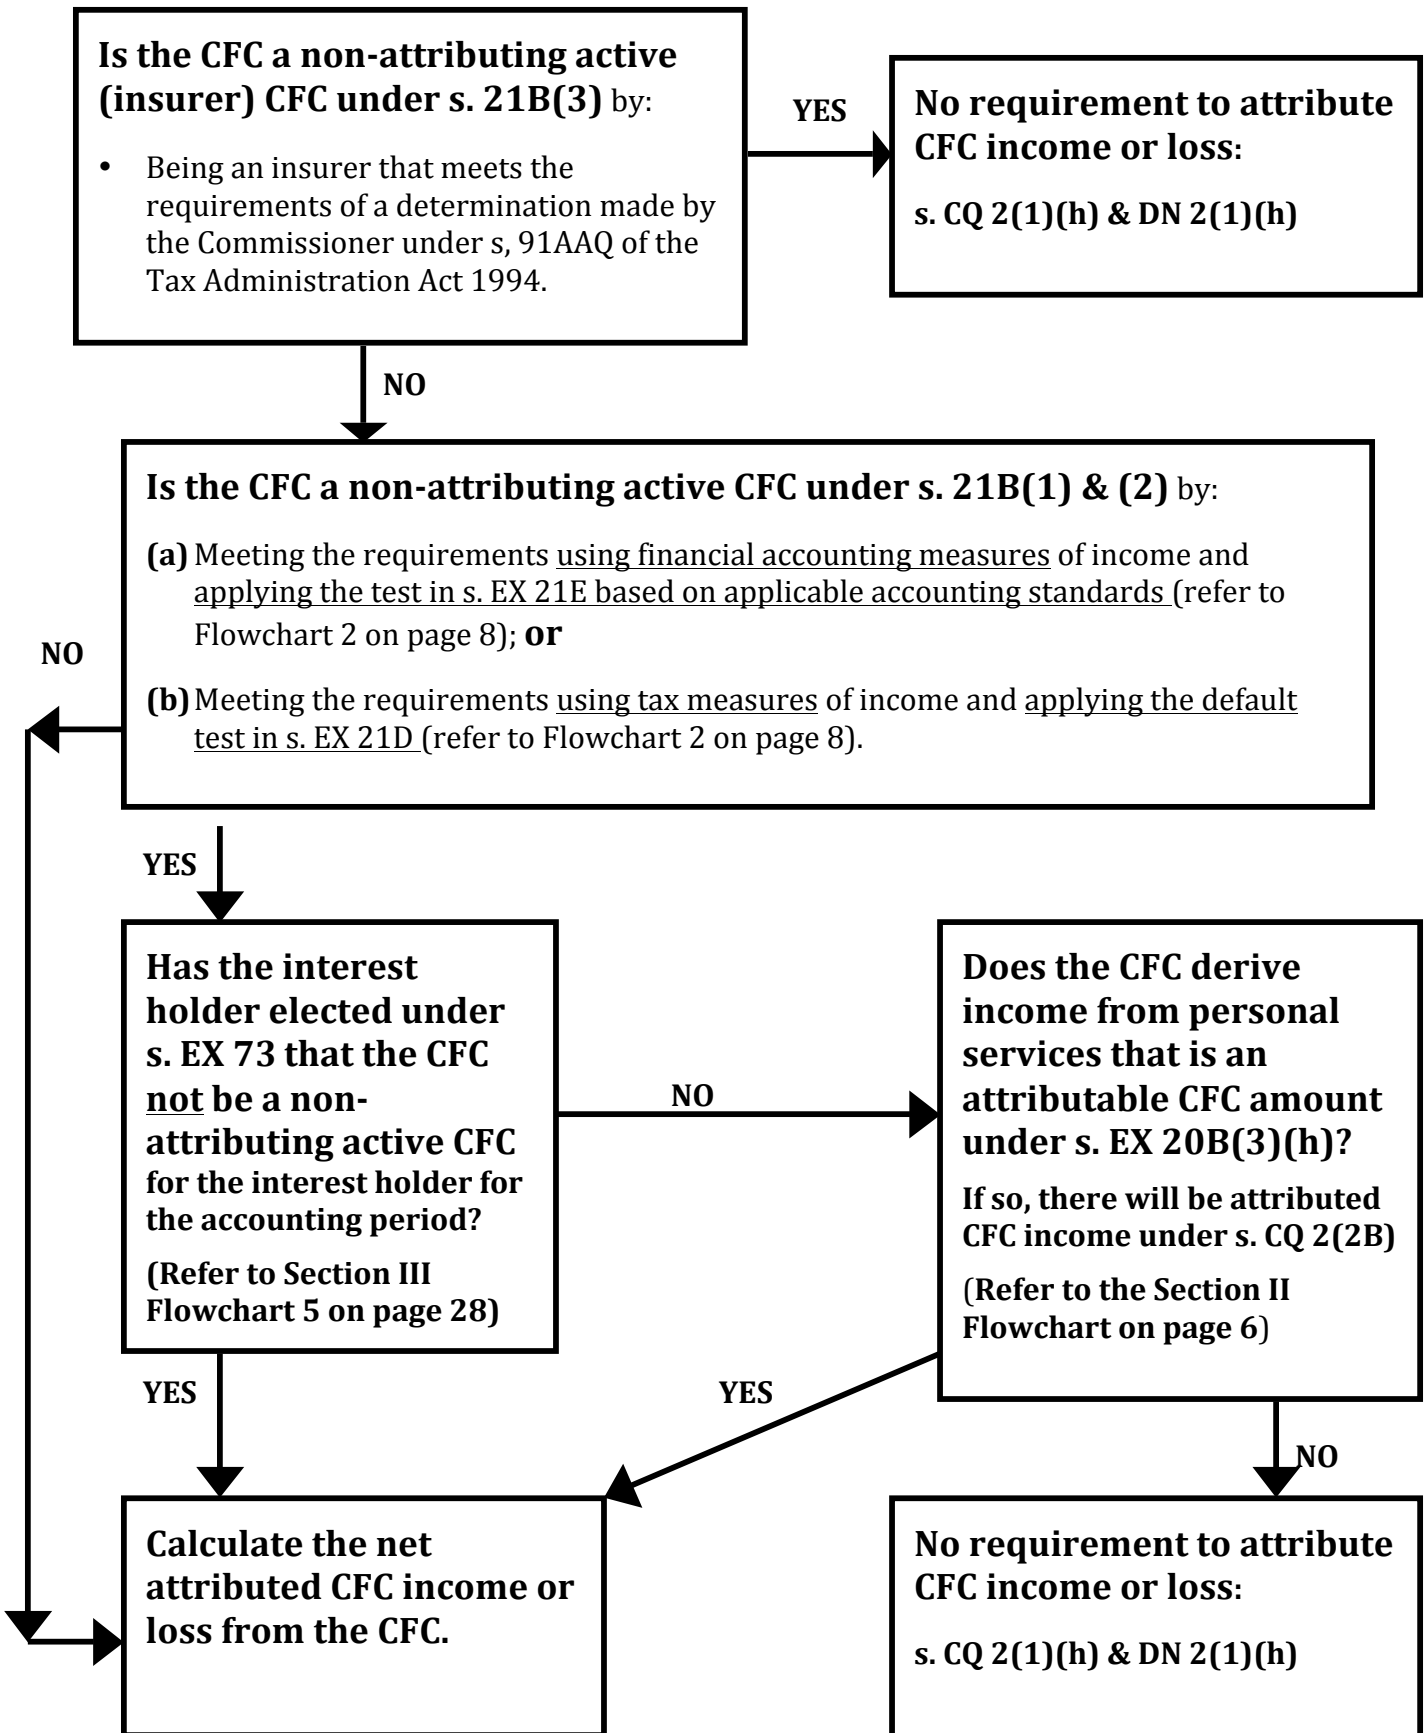 Is the CFC a non-attributing active
(insurer) CFC under s. 21B(3) by:
• Being an insurer that meets the
requirements of a determination made by
the Commissioner under s, 91AAQ of the
Tax Administration Act 1994.
YES
No requirement to attribute
CFC income or loss:
s. CQ 2(1)(h) & DN 2(1)(h)
NO
Is the CFC a non-attributing active CFC under s. 21B(1) & (2) by:
(a) Meeting the requirements using financial accounting measures of income and
applying the test in s. EX 21E based on applicable accounting standards (refer to
Flowchart 2 on page 8); or
(b) Meeting the requirements using tax measures of income and applying the default
test in s. EX 21D (refer to Flowchart 2 on page 8).
NO
YES
Has the interest
holder elected under
s. EX 73 that the CFC
not be a non-
attributing active CFC
for the interest holder for
the accounting period?
(Refer to Section III
Flowchart 5 on page 28)
NO
Does the CFC derive
income from personal
services that is an
attributable CFC amount
under s. EX 20B(3)(h)?
If so, there will be attributed
CFC income under s. CQ 2(2B)
(Refer to the Section II
Flowchart on page 6)
YES
YES
NO
Calculate the net
attributed CFC income or
loss from the CFC.
No requirement to attribute
CFC income or loss:
s. CQ 2(1)(h) & DN 2(1)(h)